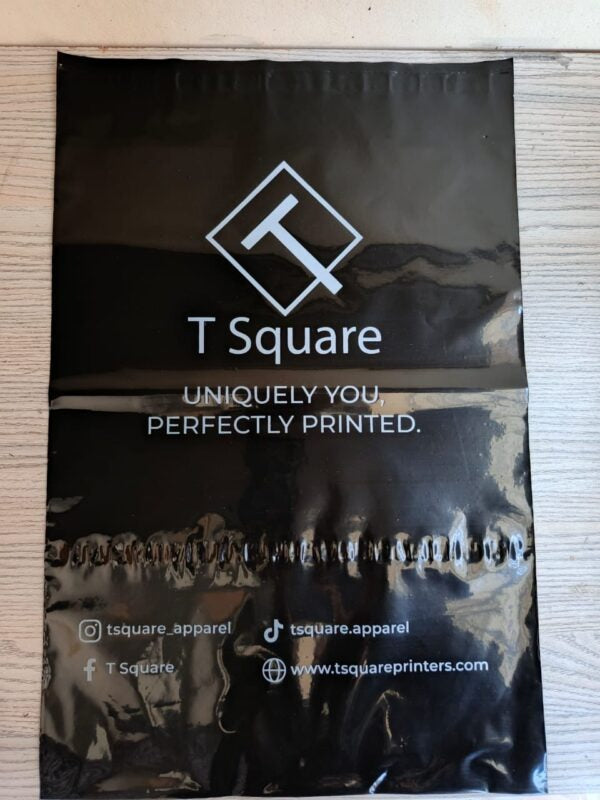 T Square
UNIQUELY YOU,
PERFECTLY PRINTED.
tsquare_apparel
tsquare.apparel
T Square
www.tsquareprinters.com